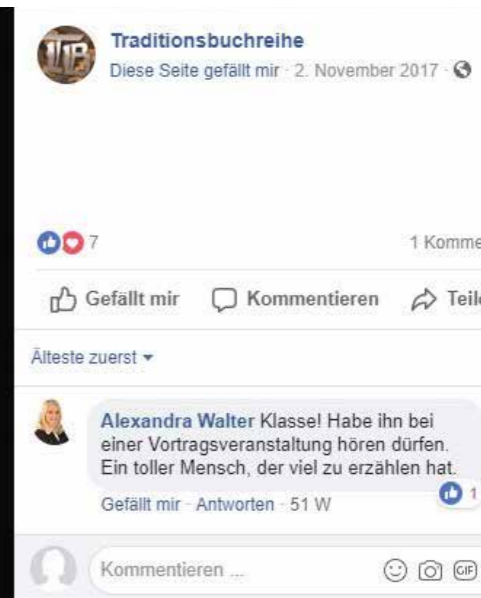 Traditionsbuchreihe
Diese Seite gefällt mir · 2. November 2017 ·
7
1 Komme
Gefällt mir
Kommentieren
Teile
Älteste zuerst
Alexandra Walter Klasse! Habe ihn bei
einer Vortragsveranstaltung hören dürfen.
Ein toller Mensch, der viel zu erzählen hat.
1
Gefällt mir · Antworten · 51 W
Kommentieren ...
GIF